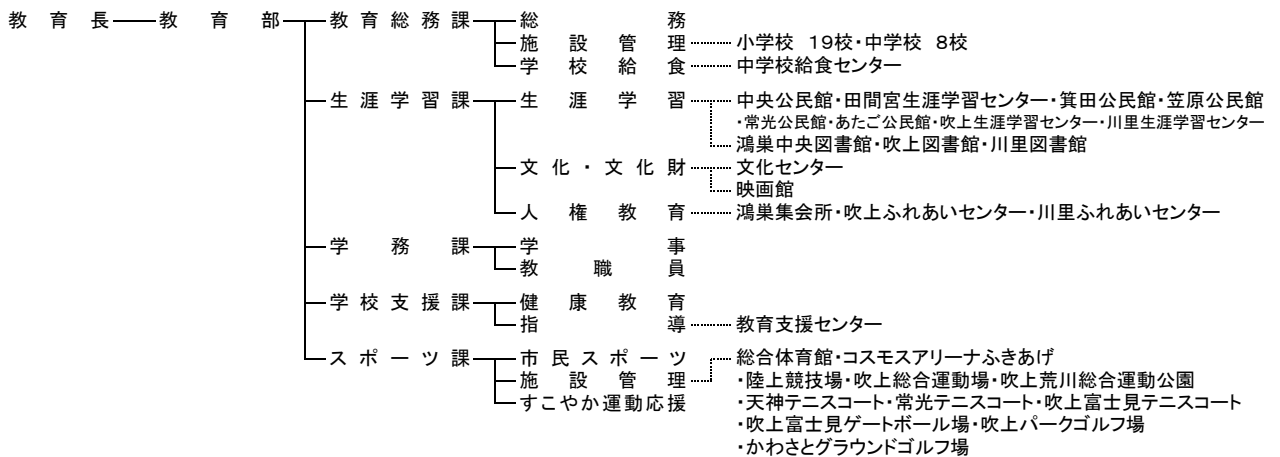 教育長 教育部 教育総務課 総務
施設管理 小学校 19校・中学校 8校
学校給食 中学校給食センター
生涯学習課 生涯学習 中央公民館・田間宮生涯学習センター・箕田公民館・笠原公民館
・常光公民館・あたご公民館・吹上生涯学習センター・川里生涯学習センター
鴻巣中央図書館・吹上図書館・川里図書館
文化・文化財 文化センター
映画館
人権教育 鴻巣集会所・吹上ふれあいセンター・川里ふれあいセンター
学務課 学事
教職員
学校支援課 健康教育
指導 教育支援センター
スポーツ課 市民スポーツ 総合体育館・コスモスアリーナふきあげ
施設管理 ・陸上競技場・吹上総合運動場・吹上荒川総合運動公園
すこやか運動応援 ・天神テニスコート・常光テニスコート・吹上富士見テニスコート
・吹上富士見ゲートボール場・吹上パークゴルフ場
・かわさとグラウンドゴルフ場